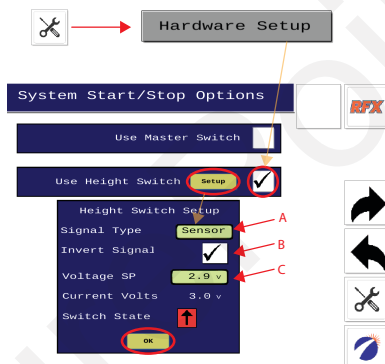 Hardware Setup
System Start/Stop Options
RFX
Use Master Switch
Use Height Switch Setup
Height Switch Setup
Signal Type Sensor A
Invert Signal B
Voltage SP 2.9 v C
Current Volts 3.0 v
Switch State
OK